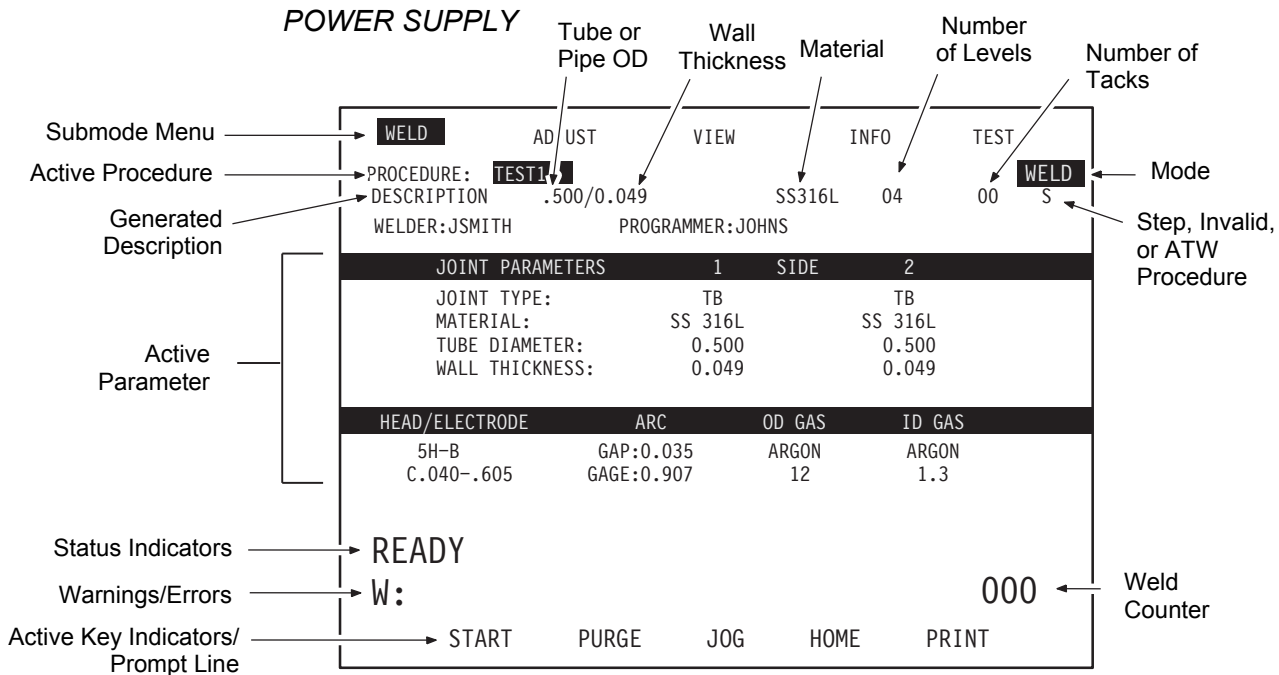 POWER SUPPLY
Tube or
Pipe OD
Wall
Thickness
Material
Number
of Levels
Number of
Tacks
Submode Menu
WELD ADJUST VIEW INFO TEST
Active Procedure
PROCEDURE: TEST1
WELD
Mode
Generated
Description
DESCRIPTION .500/0.049 SS316L 04 00 S
Step, Invalid,
or ATW
Procedure
WELDER:JSMITH PROGRAMMER:JOHNS
Active
Parameter
JOINT PARAMETERS 1 SIDE 2
JOINT TYPE: TB TB
MATERIAL: SS 316L SS 316L
TUBE DIAMETER: 0.500 0.500
WALL THICKNESS: 0.049 0.049
HEAD/ELECTRODE ARC OD GAS ID GAS
5H-B GAP:0.035 ARGON ARGON
C.040-.605 GAGE:0.907 12 1.3
Status Indicators
READY
Warnings/Errors
W: 000
Weld
Counter
Active Key Indicators/
Prompt Line
START PURGE JOG HOME PRINT